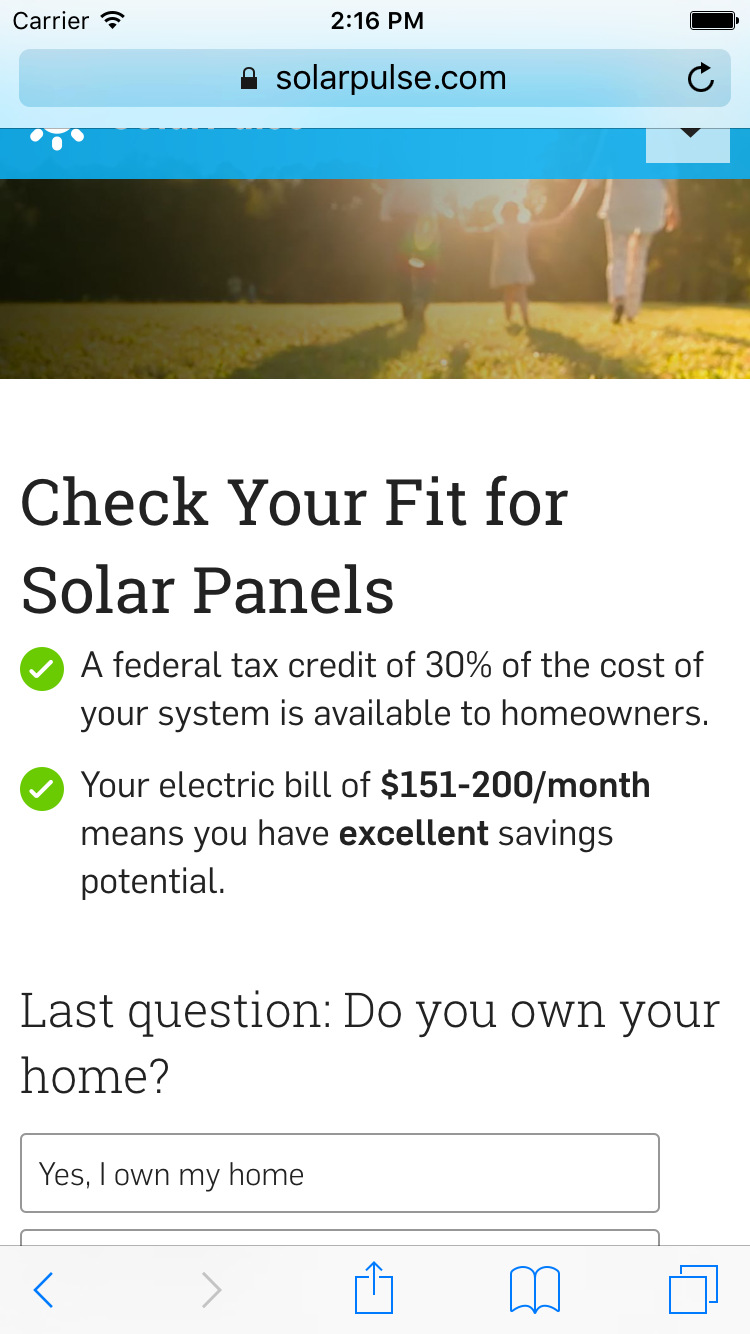 Carrier 2:16 PM
solarpulse.com
Check Your Fit for
Solar Panels
A federal tax credit of 30% of the cost of
your system is available to homeowners.
Your electric bill of $151-200/month
means you have excellent savings
potential.
Last question: Do you own your
home?
Yes, I own my home